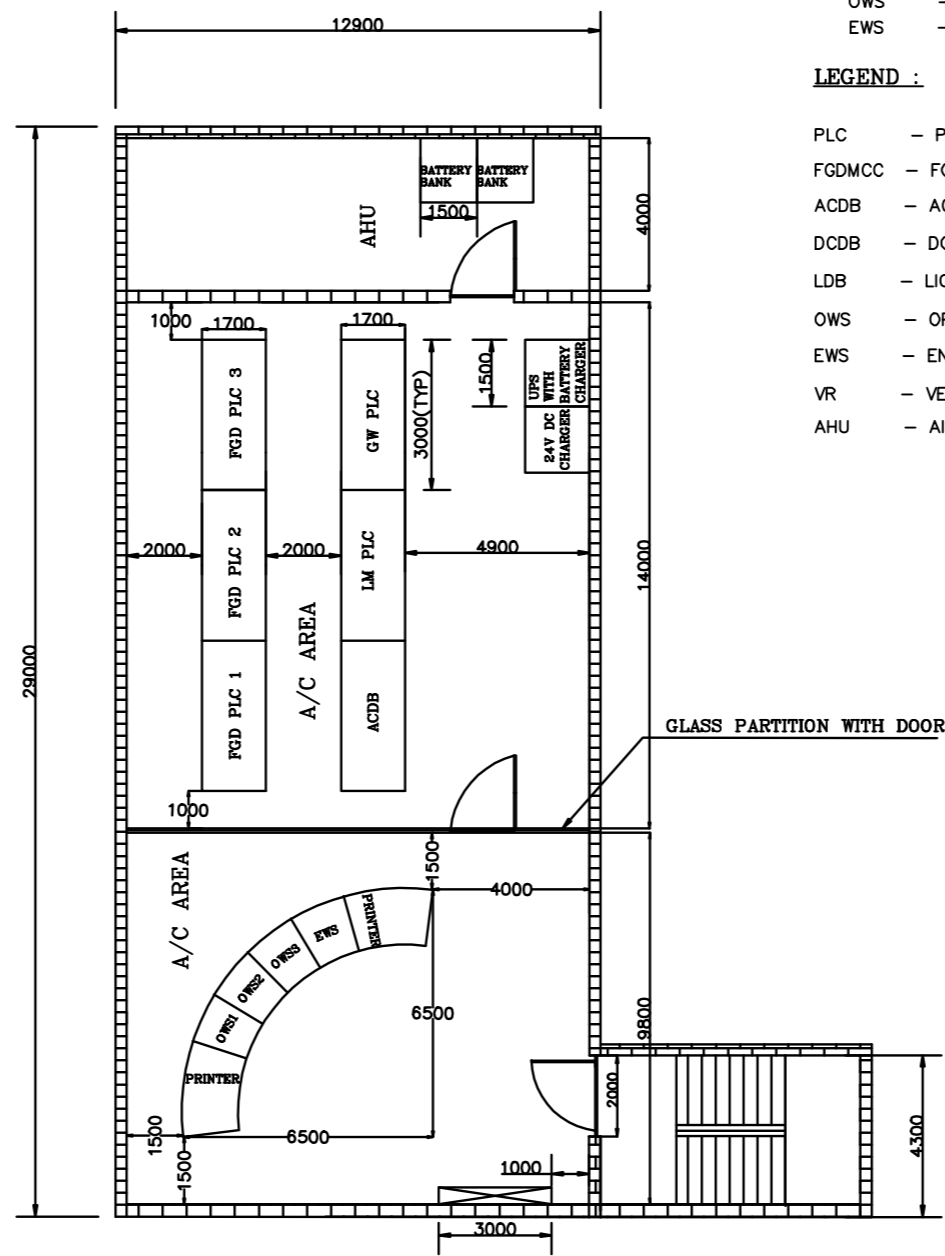 12900
OWS –
EWS –
LEGEND :
PLC – P
FGDMCC – FG
ACDB – AC
DCDB – DC
LDB – LIG
OWS – OP
EWS – EN
VR – VE
AHU – AI
29000
BATTERY BANK
BATTERY BANK
1500
AHU
4000
1000
1700
1700
FGD PLC 3
GW PLC
3000(TYP)
1500
UPS WITH BATTERY CHARGER
24V DC CHARGER
2000
FGD PLC 2
2000
LM PLC
4900
14000
A/C AREA
FGD PLC 1
ACDB
GLASS PARTITION WITH DOOR
1000
A/C AREA
1500
4000
PRINTER
EWS
OWS3
OWS2
OWS1
PRINTER
6500
9800
2000
4300
1500
6500
1500
1000
3000